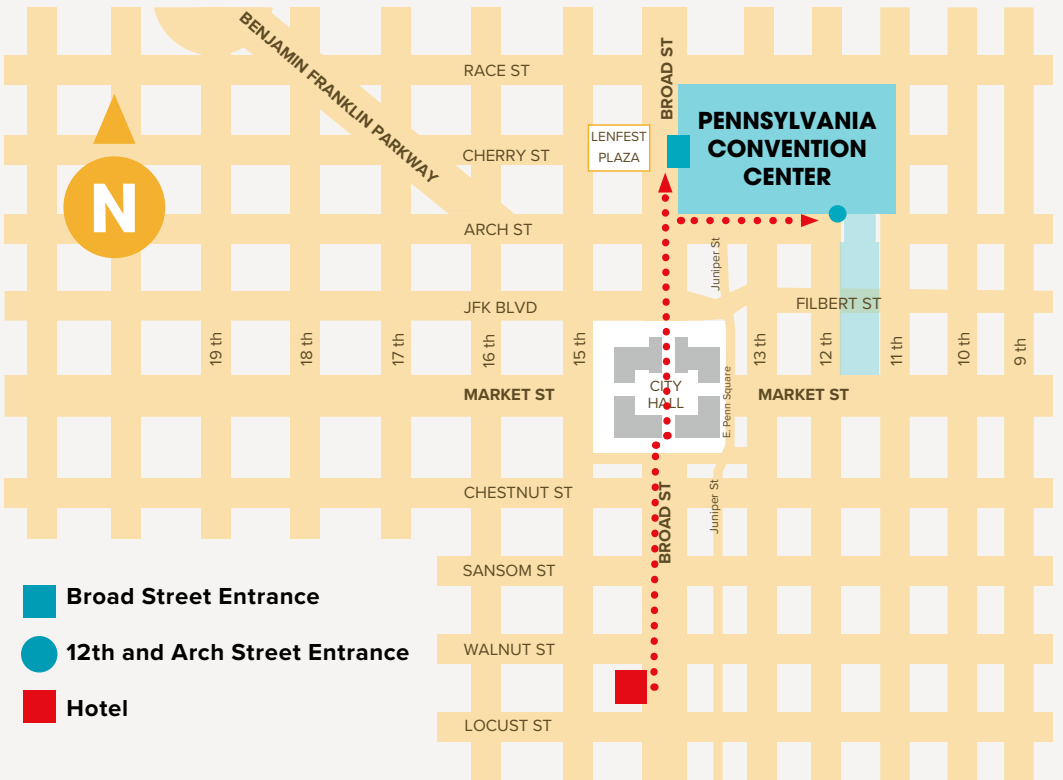 BENJAMIN FRANKLIN PARKWAY
BROAD ST
RACE ST
PENNSYLVANIA
CONVENTION
CENTER
LENFEST
PLAZA
CHERRY ST
N
ARCH ST
Juniper St
JFK BLVD
FILBERT ST
19 th
18 th
17 th
16 th
15 th
13 th
12 th
11 th
10 th
9 th
CITY
HALL
E. Penn Square
MARKET ST
MARKET ST
CHESTNUT ST
BROAD ST
Juniper St
SANSOM ST
Broad Street Entrance
WALNUT ST
12th and Arch Street Entrance
Hotel
LOCUST ST